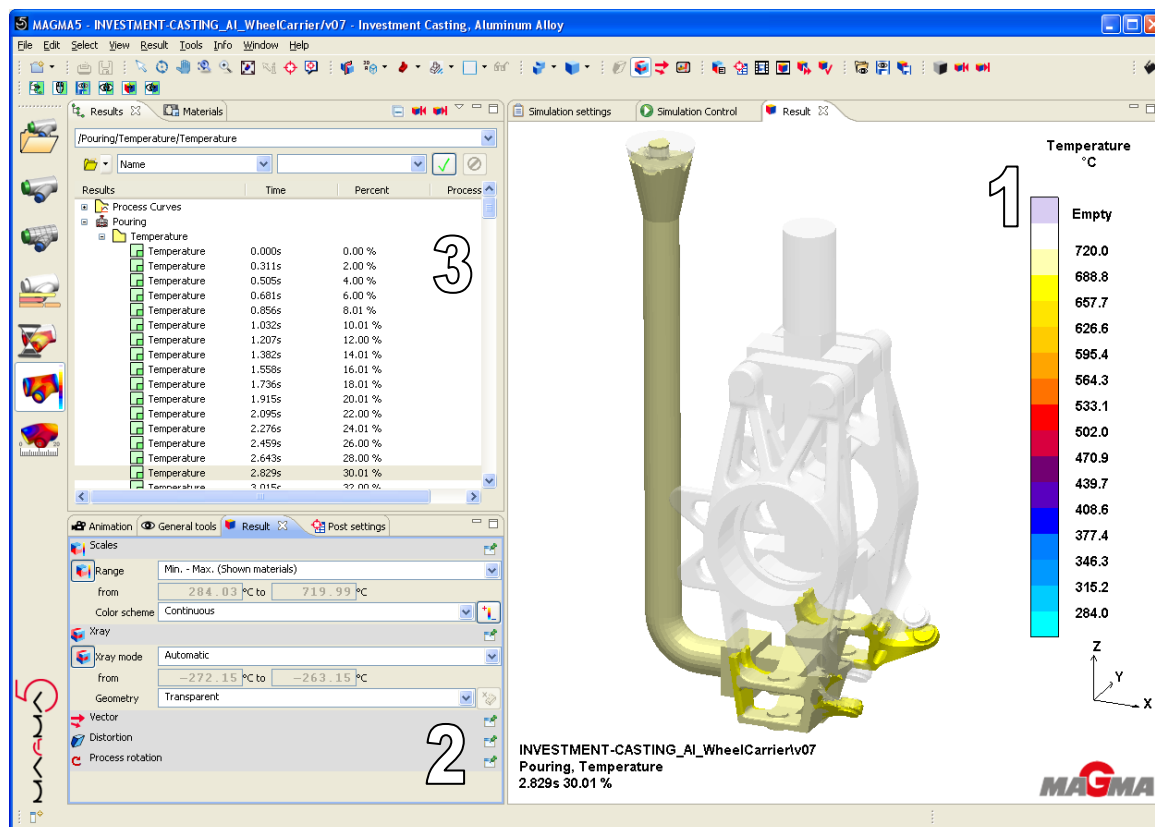 MAGMA5 - INVESTMENT-CASTING_Al_WheelCarrier/v07 - Investment Casting, Aluminum Alloy
File Edit Select View Result Tools Info Window Help
Results Materials
/Pouring/Temperature/Temperature
Name
Results Time Percent Process
Process Curves
Pouring
Temperature
Temperature 0.000s 0.00 %
Temperature 0.311s 2.00 %
Temperature 0.505s 4.00 %
Temperature 0.681s 6.00 %
Temperature 0.856s 8.01 %
Temperature 1.032s 10.01 %
Temperature 1.207s 12.00 %
Temperature 1.382s 14.01 %
Temperature 1.558s 16.01 %
Temperature 1.736s 18.01 %
Temperature 1.915s 20.01 %
Temperature 2.095s 22.00 %
Temperature 2.276s 24.01 %
Temperature 2.459s 26.00 %
Temperature 2.643s 28.00 %
Temperature 2.829s 30.01 %
Temperature 3.015s 32.00 %
3
Animation General tools Result Post settings
Scales
Range Min. - Max. (Shown materials)
from 284.03 °C to 719.99 °C
Color scheme Continuous
Xray
Xray mode Automatic
from -272.15 °C to -263.15 °C
Geometry Transparent
Vector
Distortion
Process rotation
2
MAGMA5
Simulation settings Simulation Control Result
1
Temperature
°C
Empty
720.0
688.8
657.7
626.6
595.4
564.3
533.1
502.0
470.9
439.7
408.6
377.4
346.3
315.2
284.0
Z
Y
X
INVESTMENT-CASTING_Al_WheelCarrier\v07
Pouring, Temperature
2.829s 30.01 %
MAGMA